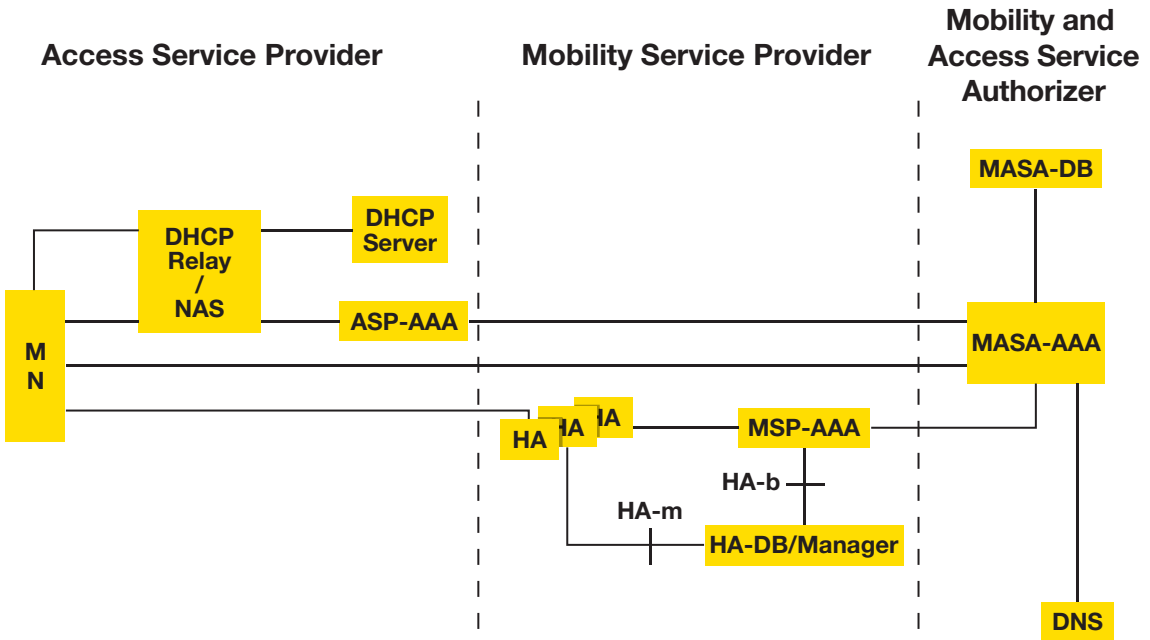 Access Service Provider
Mobility Service Provider
Mobility and
Access Service
Authorizer
MASA-DB
DHCP
Server
DHCP
Relay
/
NAS
ASP-AAA
MASA-AAA
M
N
HA
HA
HA
MSP-AAA
HA-b
HA-m
HA-DB/Manager
DNS